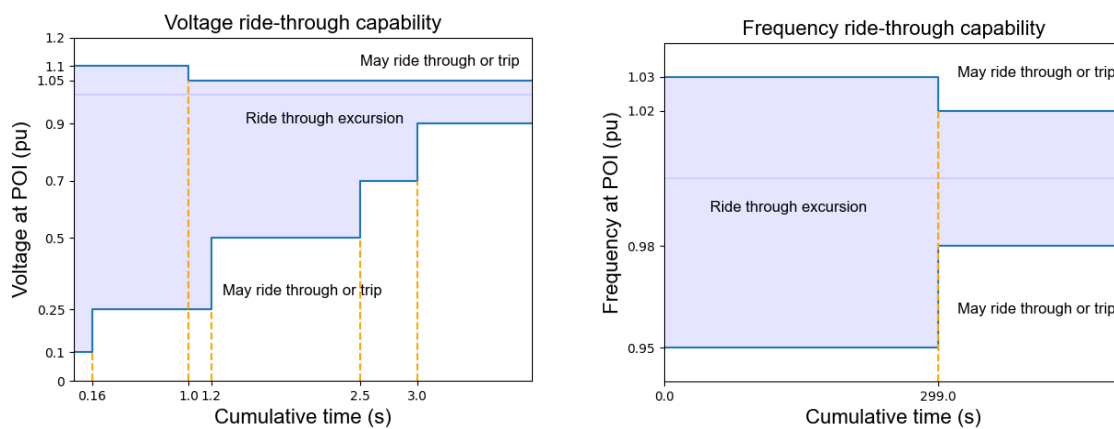 Voltage ride-through capability
1.2
1.1
1.05
0.9
0.7
0.5
0.25
0.1
0
Voltage at POI (pu)
May ride through or trip
Ride through excursion
May ride through or trip
0.16
1.0
1.2
2.5
3.0
Cumulative time (s)
Frequency ride-through capability
1.03
1.02
0.98
0.95
Frequency at POI (pu)
May ride through or trip
Ride through excursion
May ride through or trip
0.0
299.0
Cumulative time (s)